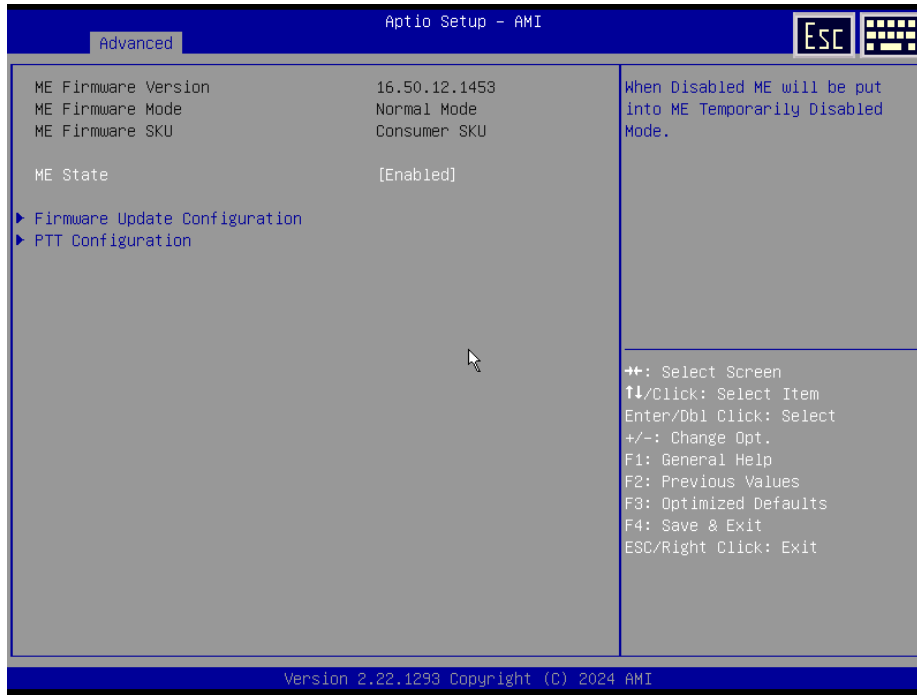 Aptio Setup – AMI
Advanced
Esc
ME Firmware Version 16.50.12.1453
ME Firmware Mode Normal Mode
ME Firmware SKU Consumer SKU
ME State [Enabled]
Firmware Update Configuration
PTT Configuration
When Disabled ME will be put
into ME Temporarily Disabled
Mode.
→←: Select Screen
↑↓/Click: Select Item
Enter/Dbl Click: Select
+/-: Change Opt.
F1: General Help
F2: Previous Values
F3: Optimized Defaults
F4: Save & Exit
ESC/Right Click: Exit
Version 2.22.1293 Copyright (C) 2024 AMI